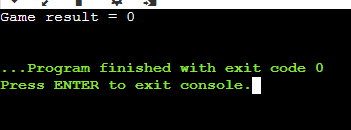 Game result = 0
...Program finished with exit code 0
Press ENTER to exit console.